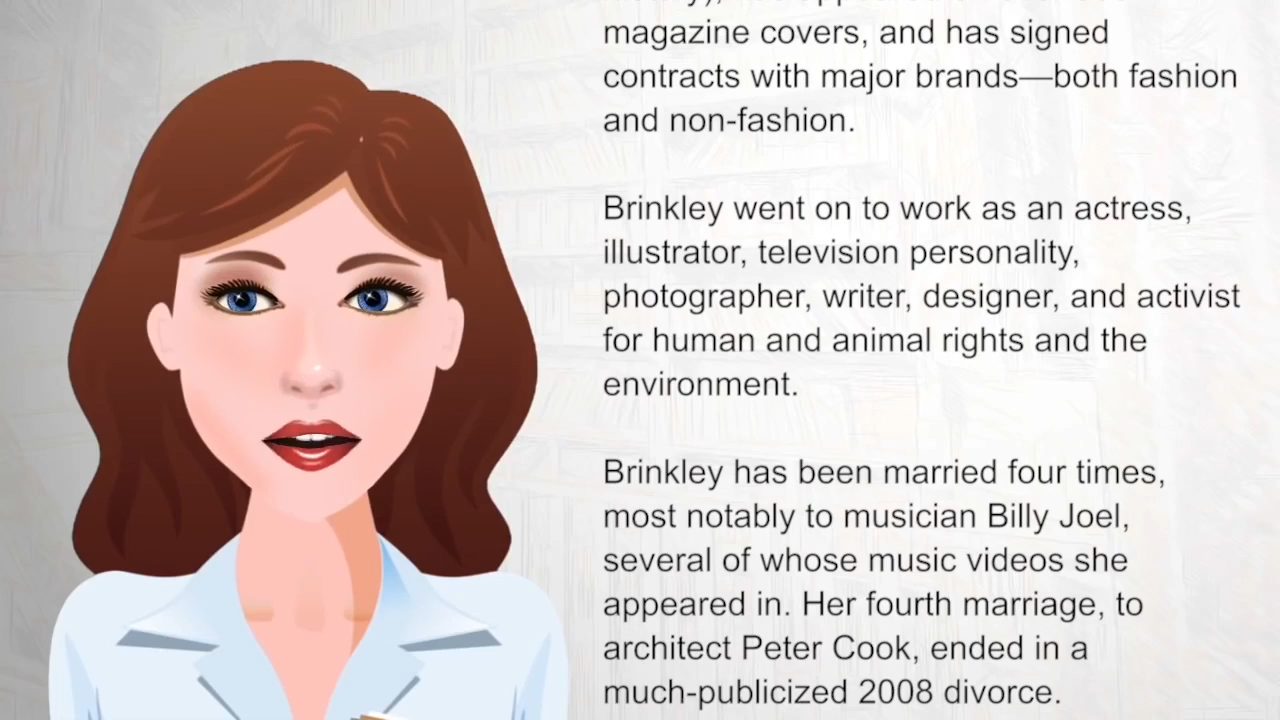 magazine covers, and has signed
contracts with major brands—both fashion
and non-fashion.
Brinkley went on to work as an actress,
illustrator, television personality,
photographer, writer, designer, and activist
for human and animal rights and the
environment.
Brinkley has been married four times,
most notably to musician Billy Joel,
several of whose music videos she
appeared in. Her fourth marriage, to
architect Peter Cook, ended in a
much-publicized 2008 divorce.